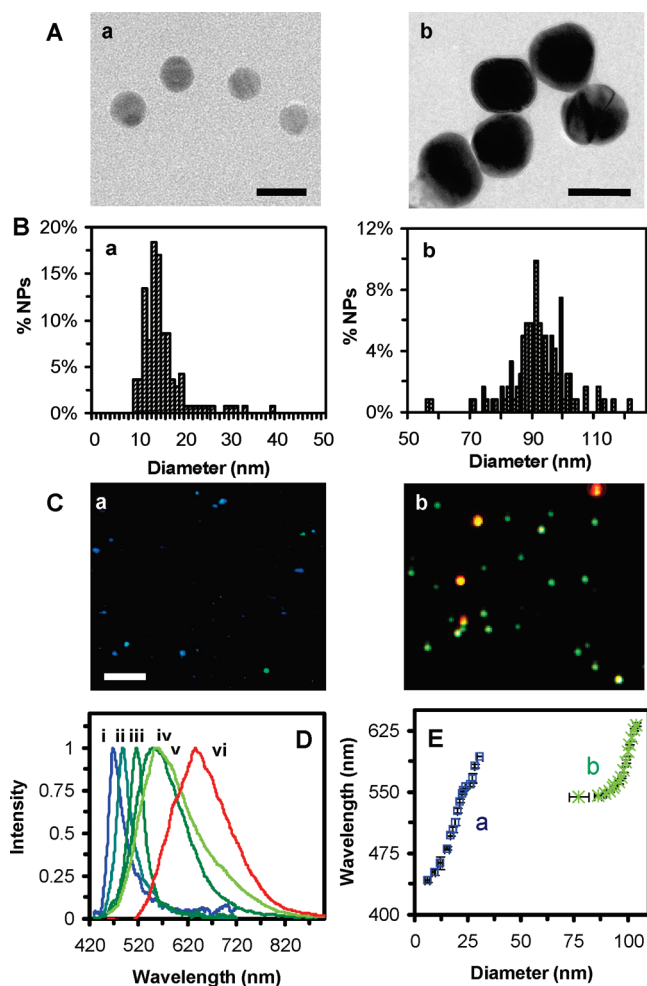 A a b
B
20%
15%
10%
5%
0%
% NPs
a
0 10 20 30 40 50
Diameter (nm)
12%
8%
4%
0%
% NPs
b
50 70 90 110
Diameter (nm)
C a b
1
0.75
0.5
0.25
0
Intensity
i ii iii iv v vi
D
420 520 620 720 820
Wavelength (nm)
625
550
475
400
Wavelength (nm)
E
b
a
0 25 50 75 100
Diameter (nm)